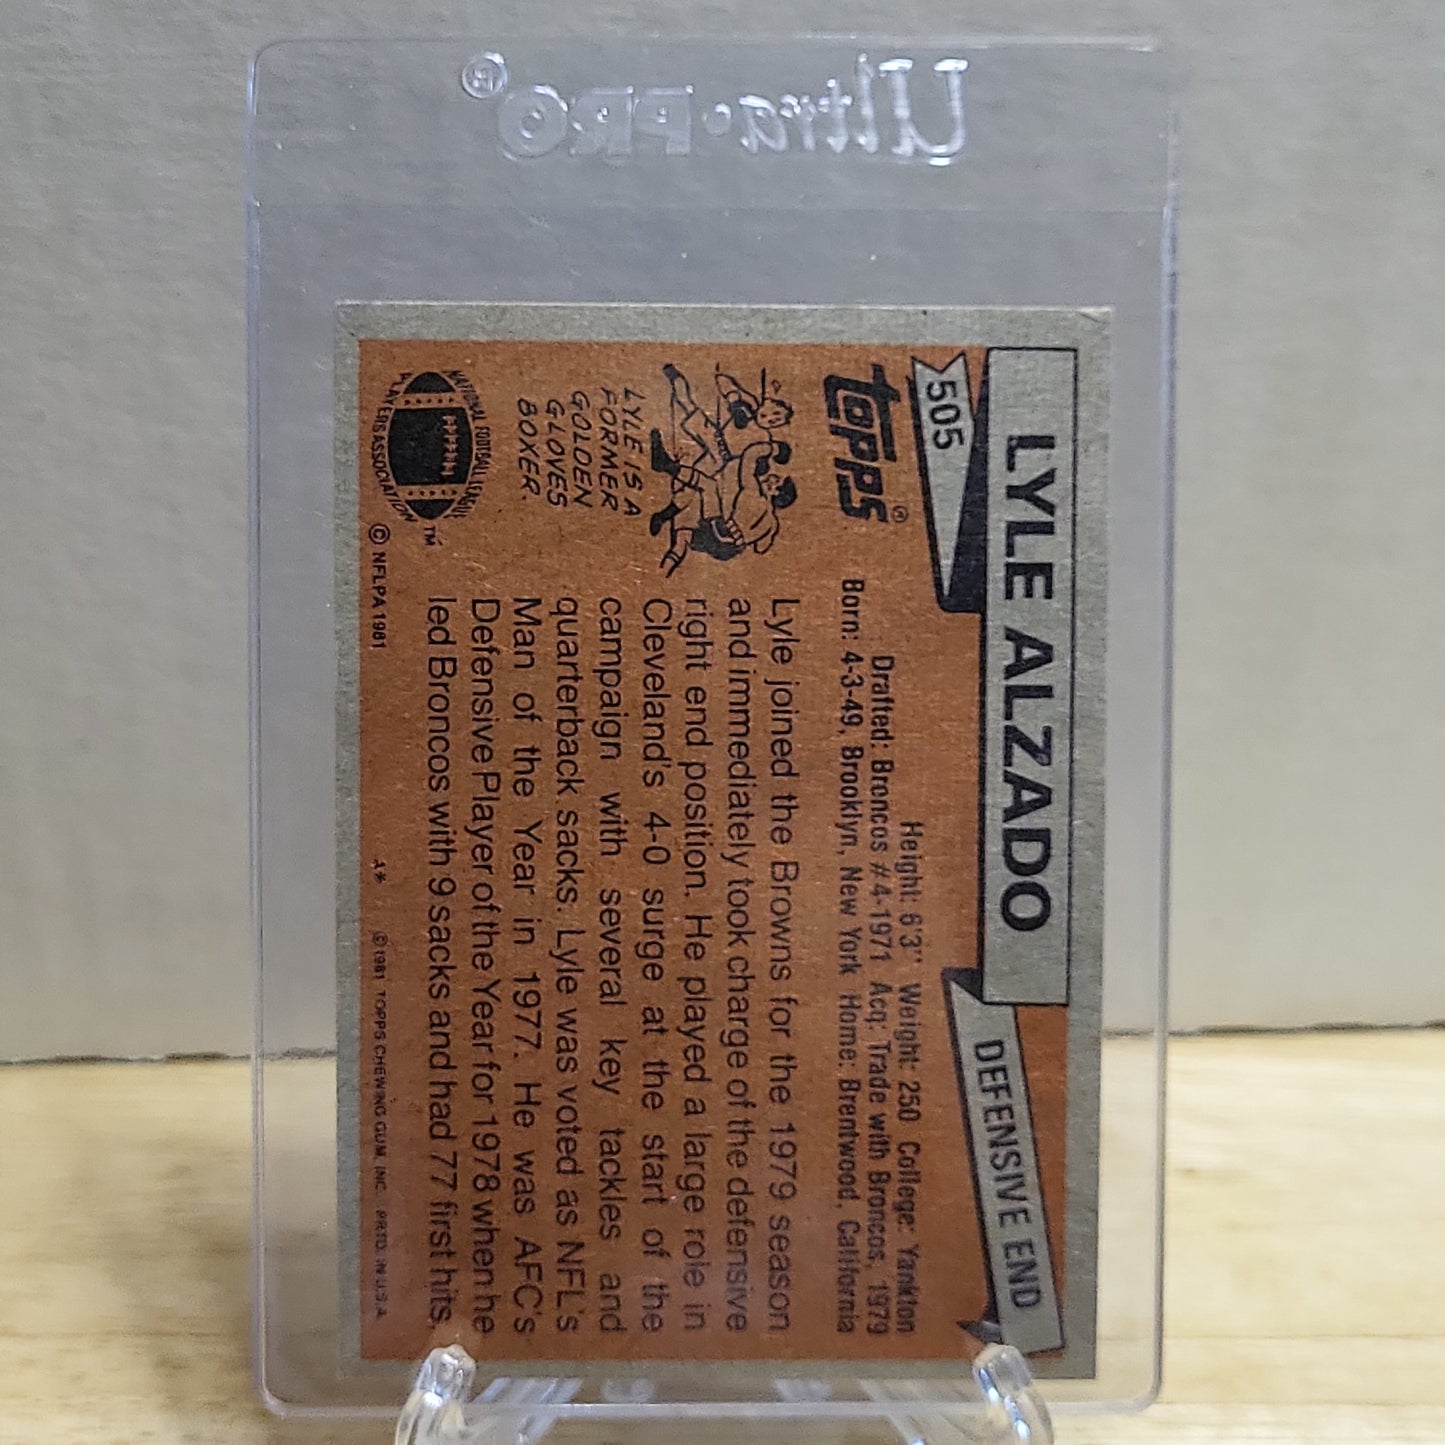 Ultra•PRO®
505
LYLE ALZADO
DEFENSIVE END
Topps®
Height: 6'3" Weight: 250 College: Yankton
Drafted: Broncos #4-1971 Acq: Trade with Broncos, 1979
Born: 4-3-49, Brooklyn, New York Home: Brentwood, California
LYLE IS A
FORMER
GOLDEN
GLOVES
BOXER.
Lyle joined the Browns for the 1979 season
and immediately took charge of the defensive
right end position. He played a large role in
Cleveland's 4-0 surge at the start of the
campaign with several key tackles and
quarterback sacks. Lyle was voted as NFL's
Man of the Year in 1977. He was AFC's
Defensive Player of the Year for 1978 when he
led Broncos with 9 sacks and had 77 first hits.
NATIONAL FOOTBALL LEAGUE
PLAYERS ASSOCIATION
TM
© NFLPA 1981
A* ©1981 TOPPS CHEWING GUM, INC. PRTD. IN U.S.A.